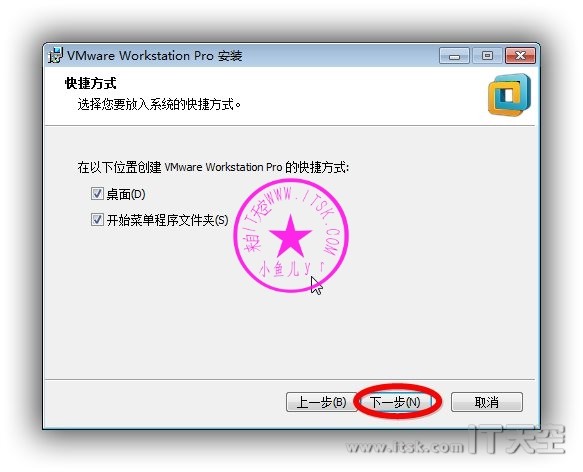 VMware Workstation Pro 安装
快捷方式
选择您要放入系统的快捷方式。
在以下位置创建 VMware Workstation Pro 的快捷方式:
桌面(D)
开始菜单程序文件夹(S)
来自IT天空WWW.ITSK.COM
小鱼儿yr
上一步(B)
下一步(N)
取消
www.itsk.com IT天空